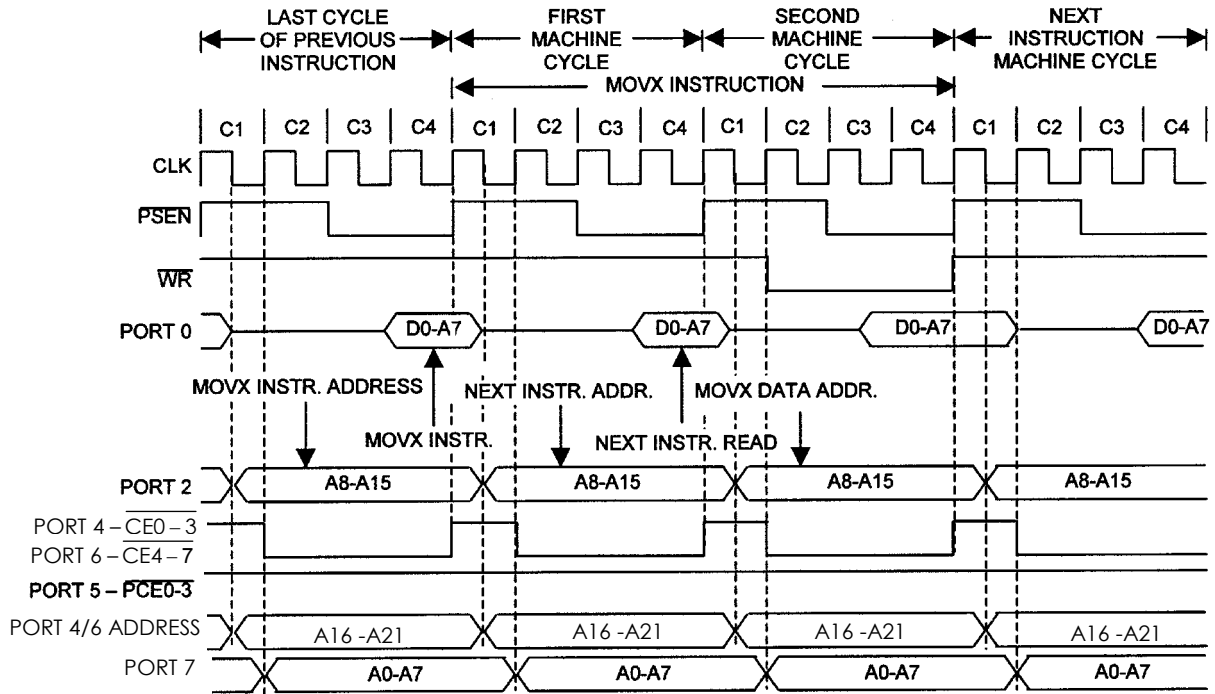 LAST CYCLE
OF PREVIOUS
INSTRUCTION
FIRST
MACHINE
CYCLE
SECOND
MACHINE
CYCLE
NEXT
INSTRUCTION
MACHINE CYCLE
MOVX INSTRUCTION
C1 C2 C3 C4 C1 C2 C3 C4 C1 C2 C3 C4 C1 C2 C3 C4
CLK
PSEN
WR
PORT 0 D0-A7 D0-A7 D0-A7 D0-A7
MOVX INSTR. ADDRESS NEXT INSTR. ADDR. MOVX DATA ADDR.
MOVX INSTR. NEXT INSTR. READ
PORT 2 A8-A15 A8-A15 A8-A15 A8-A15
PORT 4 – CE0 – 3
PORT 6 – CE4 – 7
PORT 5 – PCE0-3
PORT 4/6 ADDRESS A16 -A21 A16 -A21 A16 -A21 A16 -A21
PORT 7 A0-A7 A0-A7 A0-A7 A0-A7